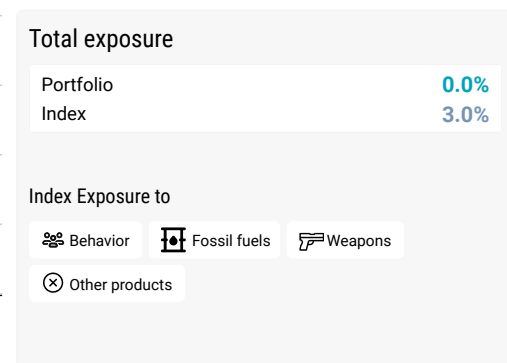 Total exposure
Portfolio 0.0%
Index 3.0%
Index Exposure to
Behavior Fossil fuels Weapons
Other products